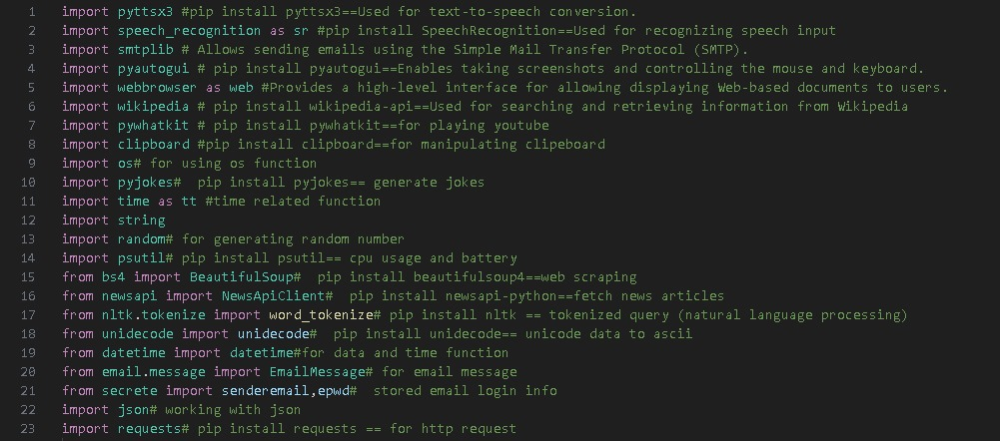 1 import pyttsx3 #pip install pyttsx3==Used for text-to-speech conversion.
2 import speech_recognition as sr #pip install SpeechRecognition==Used for recognizing speech input
3 import smtplib # Allows sending emails using the Simple Mail Transfer Protocol (SMTP).
4 import pyautogui # pip install pyautogui==Enables taking screenshots and controlling the mouse and keyboard.
5 import webbrowser as web #Provides a high-level interface for allowing displaying Web-based documents to users.
6 import wikipedia # pip install wikipedia-api==Used for searching and retrieving information from Wikipedia
7 import pywhatkit # pip install pywhatkit==for playing youtube
8 import clipboard #pip install clipboard==for manipulating clipeboard
9 import os# for using os function
10 import pyjokes#  pip install pyjokes== generate jokes
11 import time as tt #time related function
12 import string
13 import random# for generating random number
14 import psutil# pip install psutil== cpu usage and battery
15 from bs4 import BeautifulSoup#  pip install beautifulsoup4==web scraping
16 from newsapi import NewsApiClient#  pip install newsapi-python==fetch news articles
17 from nltk.tokenize import word_tokenize# pip install nltk == tokenized query (natural language processing)
18 from unidecode import unidecode#  pip install unidecode== unicode data to ascii
19 from datetime import datetime#for data and time function
20 from email.message import EmailMessage# for email message
21 from secrete import senderemail,epwd#  stored email login info
22 import json# working with json
23 import requests# pip install requests == for http request